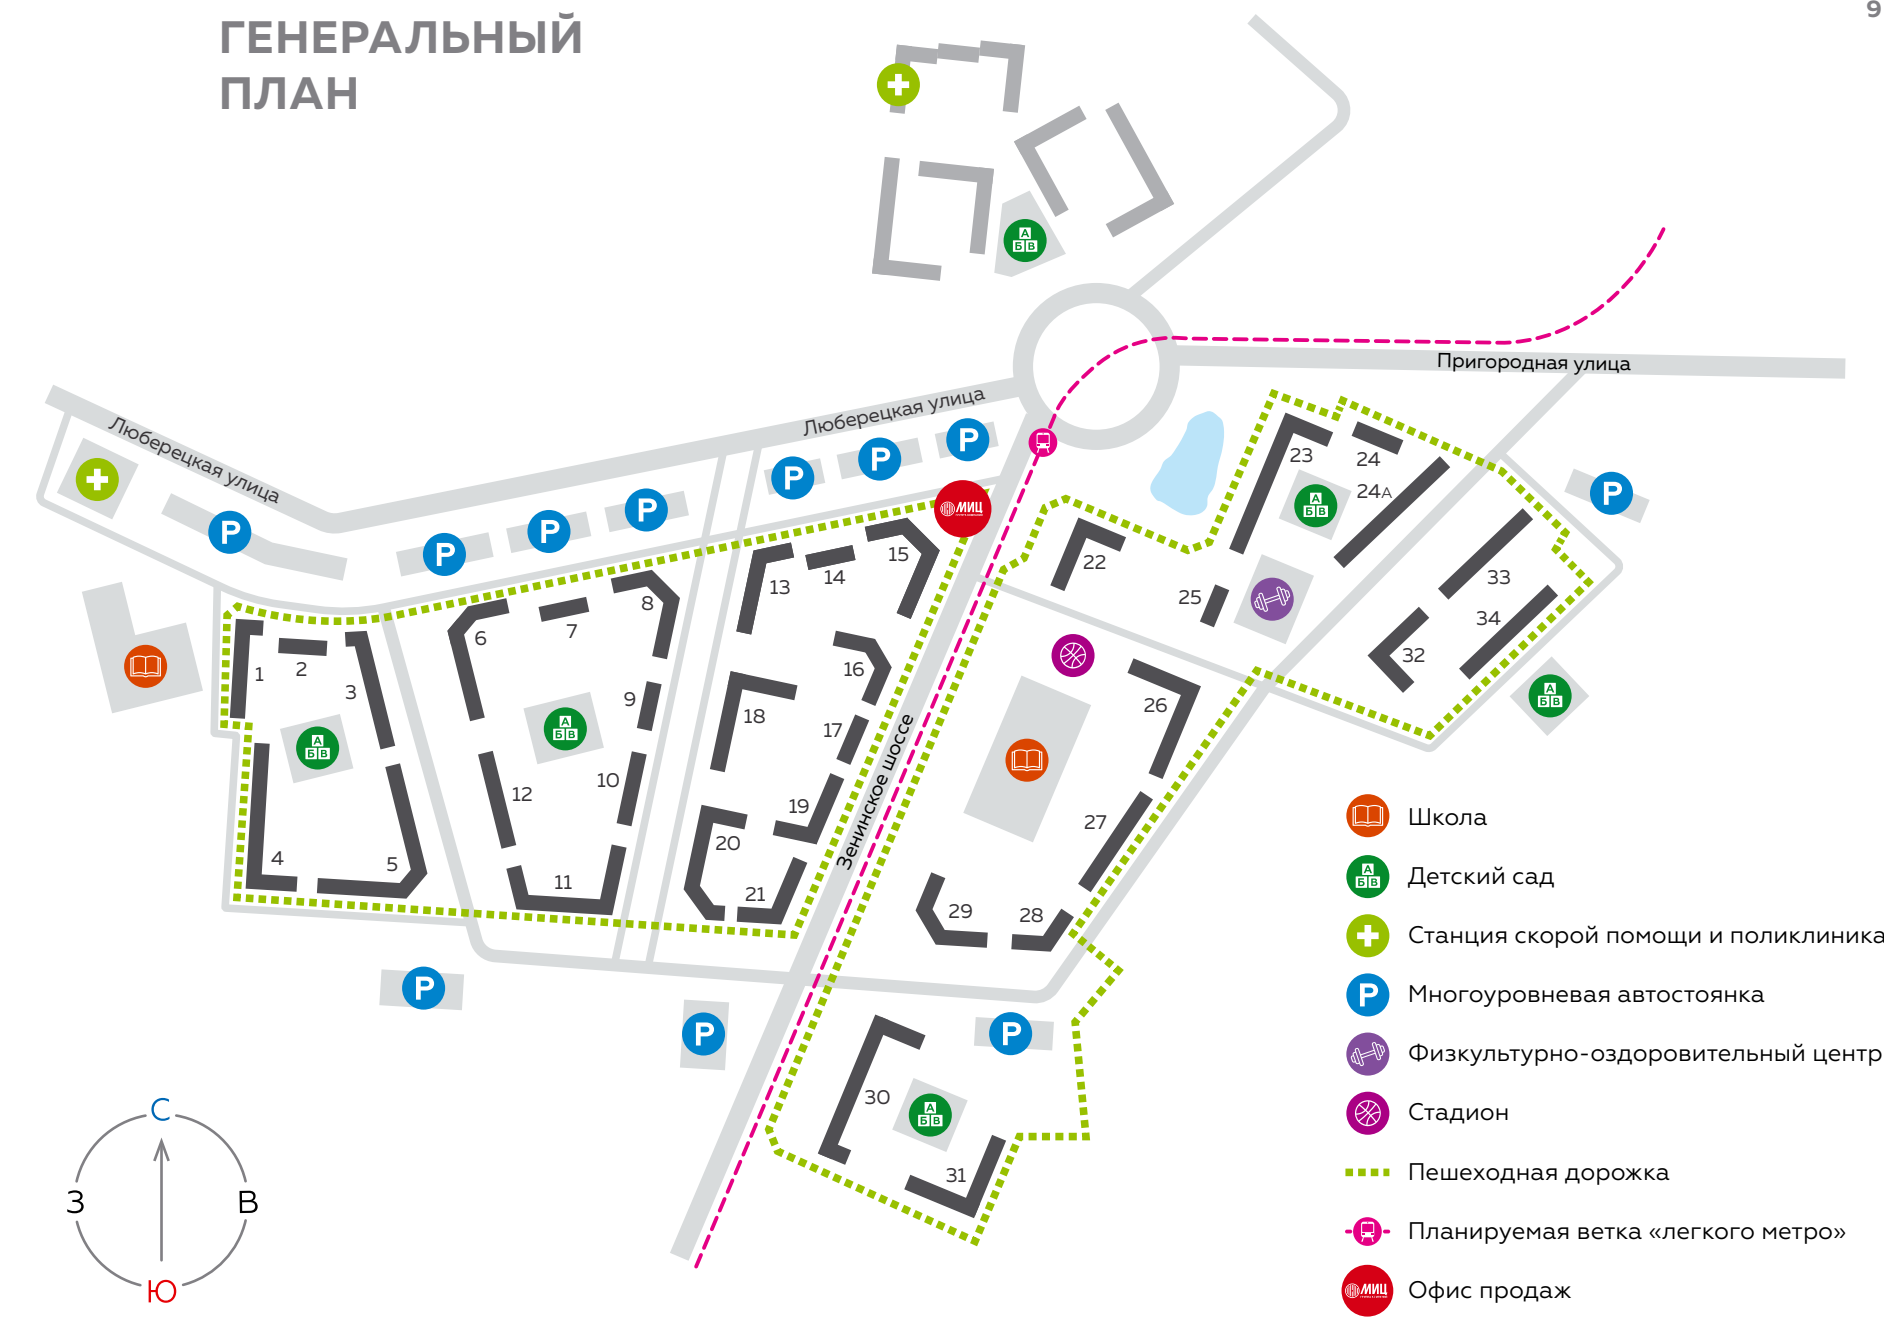 9
ГЕНЕРАЛЬНЫЙ
ПЛАН
А
Б В
Пригородная улица
Люберецкая улица
Люберецкая улица
P
P
P
P
P
P
P
P
P
МИЦ
23
24
24А
А
Б В
22
25
33
34
32
А
Б В
13
14
15
8
6
7
1
2
3
16
9
18
17
26
А
Б В
А
Б В
12
10
19
20
27
4
5
11
21
29
28
Зенинское шоссе
P
P
P
30
А
Б В
31
Школа
А
Б В
Детский сад
Станция скорой помощи и поликлиника
P
Многоуровневая автостоянка
Физкультурно-оздоровительный центр
Стадион
Пешеходная дорожка
Планируемая ветка «легкого метро»
МИЦ
Офис продаж
С
З
В
Ю